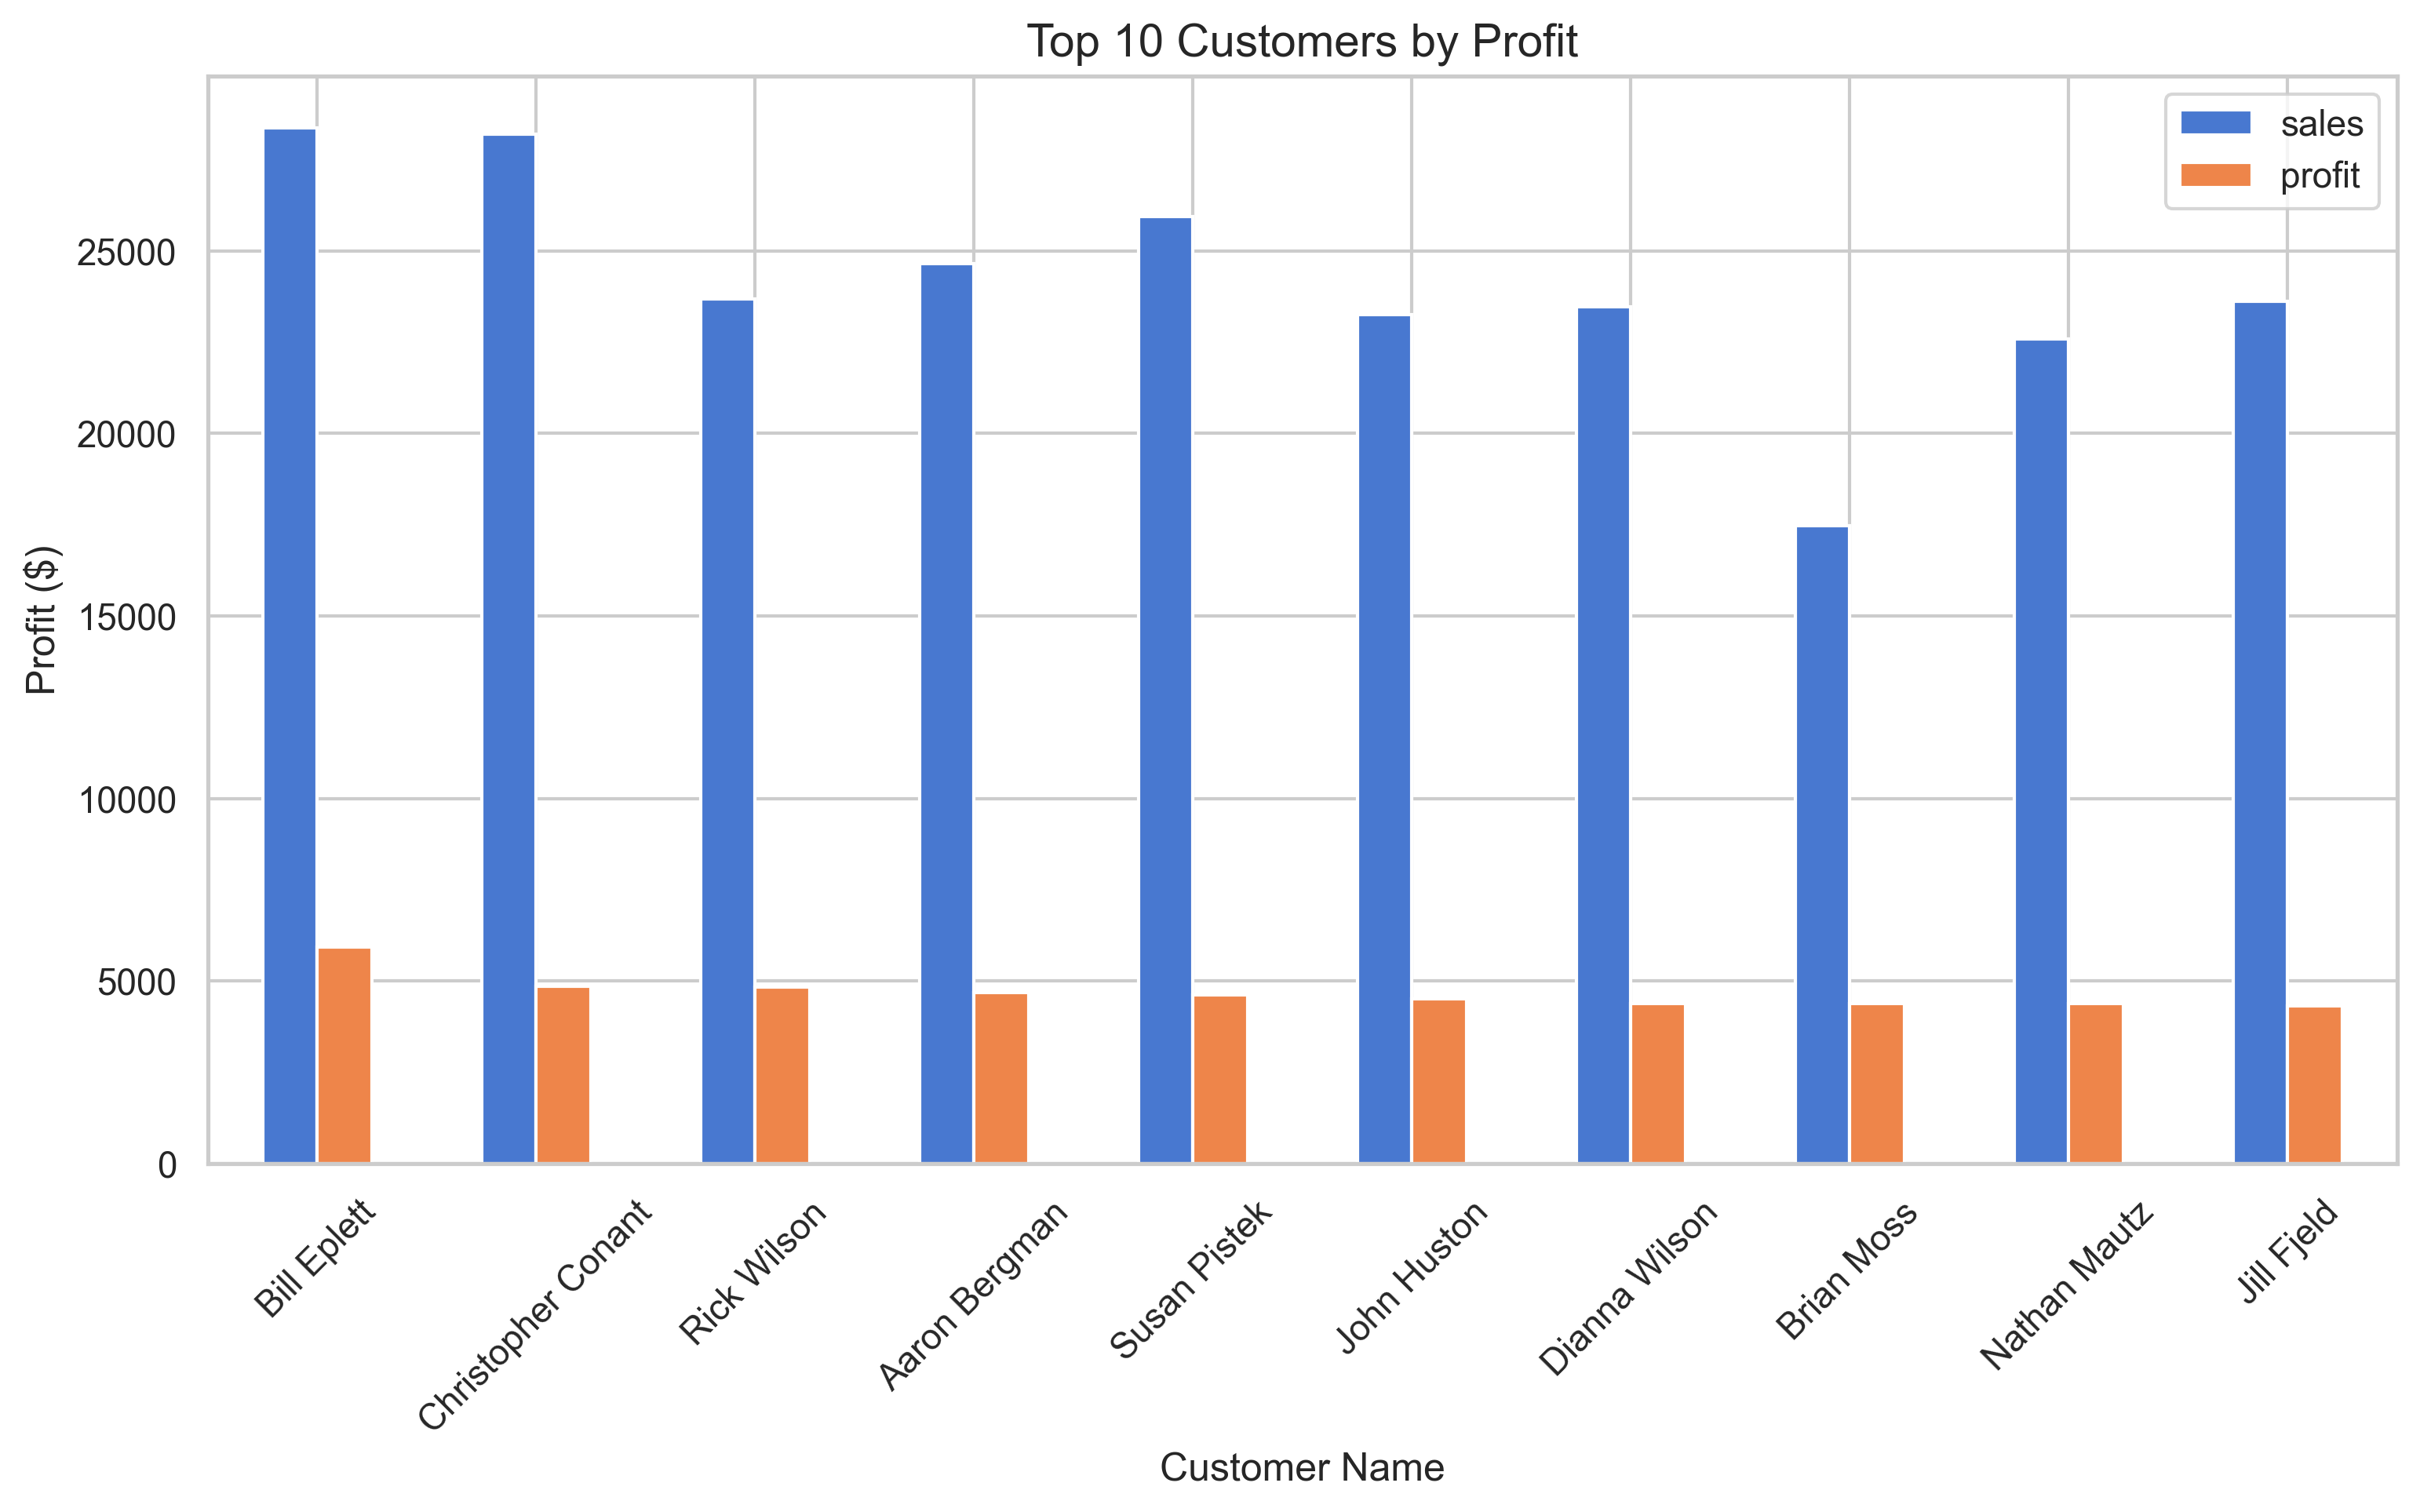 Top 10 Customers by Profit
sales
profit
25000
20000
15000
10000
5000
0
Profit ($)
Bill Eplett
Christopher Conant
Rick Wilson
Aaron Bergman
Susan Pistek
John Huston
Dianna Wilson
Brian Moss
Nathan Mautz
Jill Fjeld
Customer Name